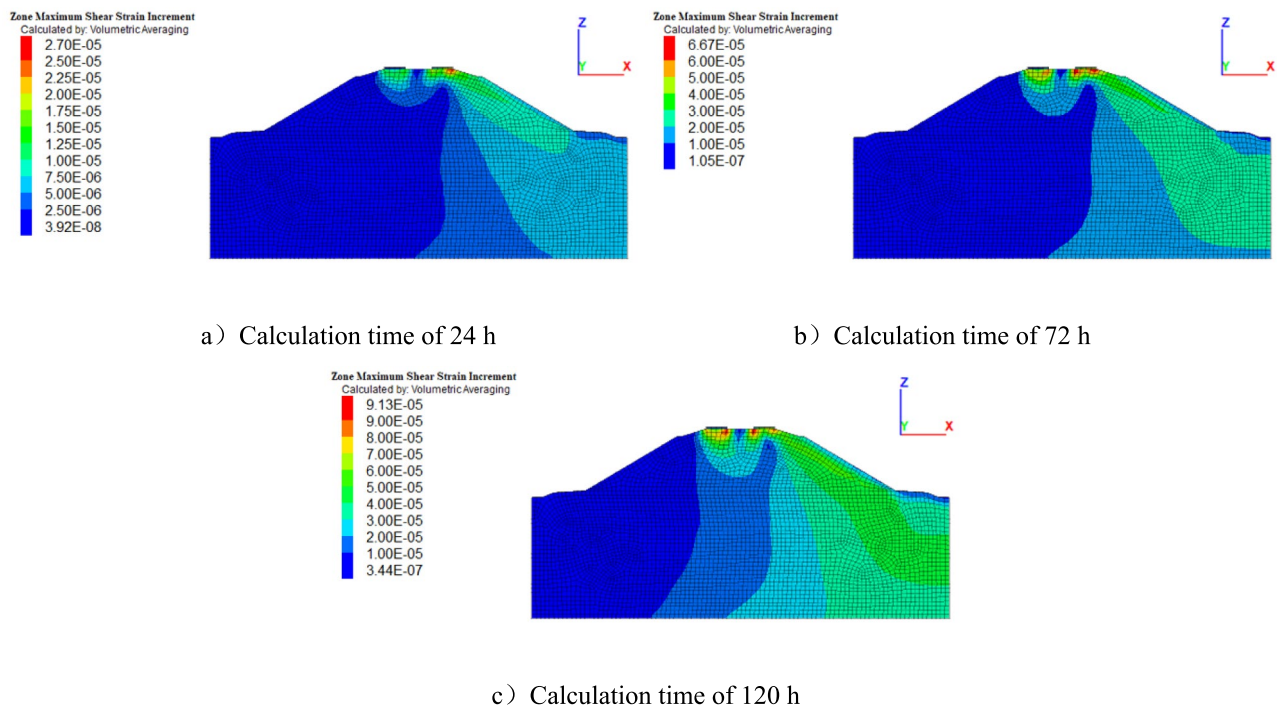 Zone Maximum Shear Strain Increment
Calculated by: Volumetric Averaging
2.70E-05
2.50E-05
2.25E-05
2.00E-05
1.75E-05
1.50E-05
1.25E-05
1.00E-05
7.50E-06
5.00E-06
2.50E-06
3.92E-08
Z
Y
X
Zone Maximum Shear Strain Increment
Calculated by: Volumetric Averaging
6.67E-05
6.00E-05
5.00E-05
4.00E-05
3.00E-05
2.00E-05
1.00E-05
1.05E-07
Z
Y
X
a）Calculation time of 24 h
b）Calculation time of 72 h
Zone Maximum Shear Strain Increment
Calculated by: Volumetric Averaging
9.13E-05
9.00E-05
8.00E-05
7.00E-05
6.00E-05
5.00E-05
4.00E-05
3.00E-05
2.00E-05
1.00E-05
3.44E-07
Z
Y
X
c）Calculation time of 120 h